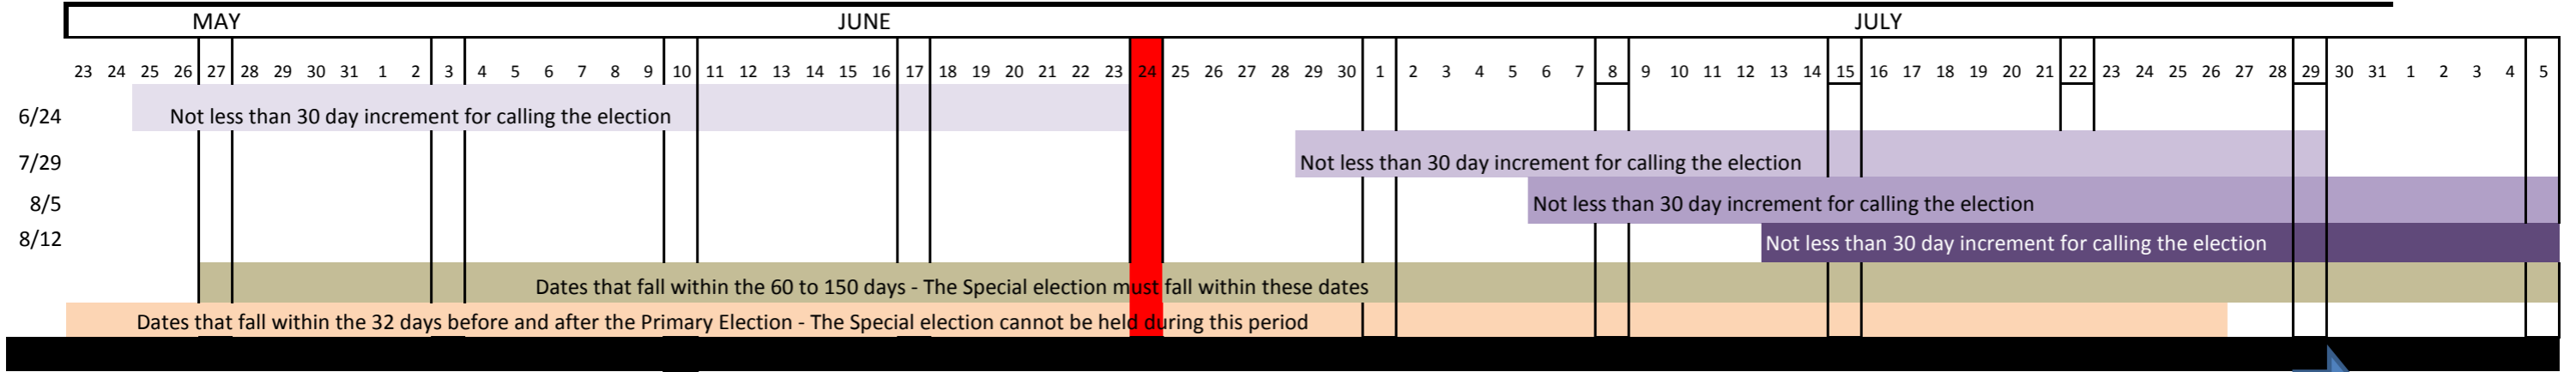 MAY JUNE JULY
23 24 25 26 27 28 29 30 31 1 2 3 4 5 6 7 8 9 10 11 12 13 14 15 16 17 18 19 20 21 22 23 24 25 26 27 28 29 30 1 2 3 4 5 6 7 8 9 10 11 12 13 14 15 16 17 18 19 20 21 22 23 24 25 26 27 28 29 30 31 1 2 3 4 5
6/24 Not less than 30 day increment for calling the election
7/29 Not less than 30 day increment for calling the election
8/5 Not less than 30 day increment for calling the election
8/12 Not less than 30 day increment for calling the election
Dates that fall within the 60 to 150 days - The Special election must fall within these dates
Dates that fall within the 32 days before and after the Primary Election - The Special election cannot be held during this period